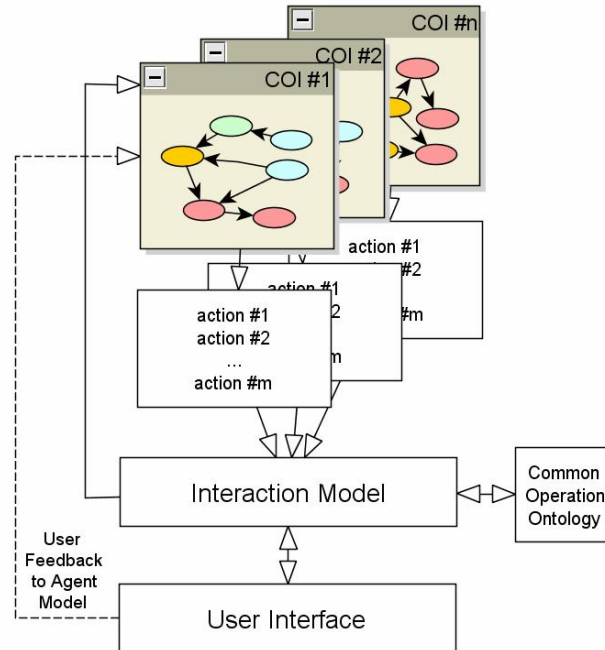 COI #n
COI #2
COI #1
action #1
#2
#m
action #1
#2
m
action #1
action #2
...
action #m
Interaction Model
Common
Operation
Ontology
User
Feedback
to Agent
Model
User Interface